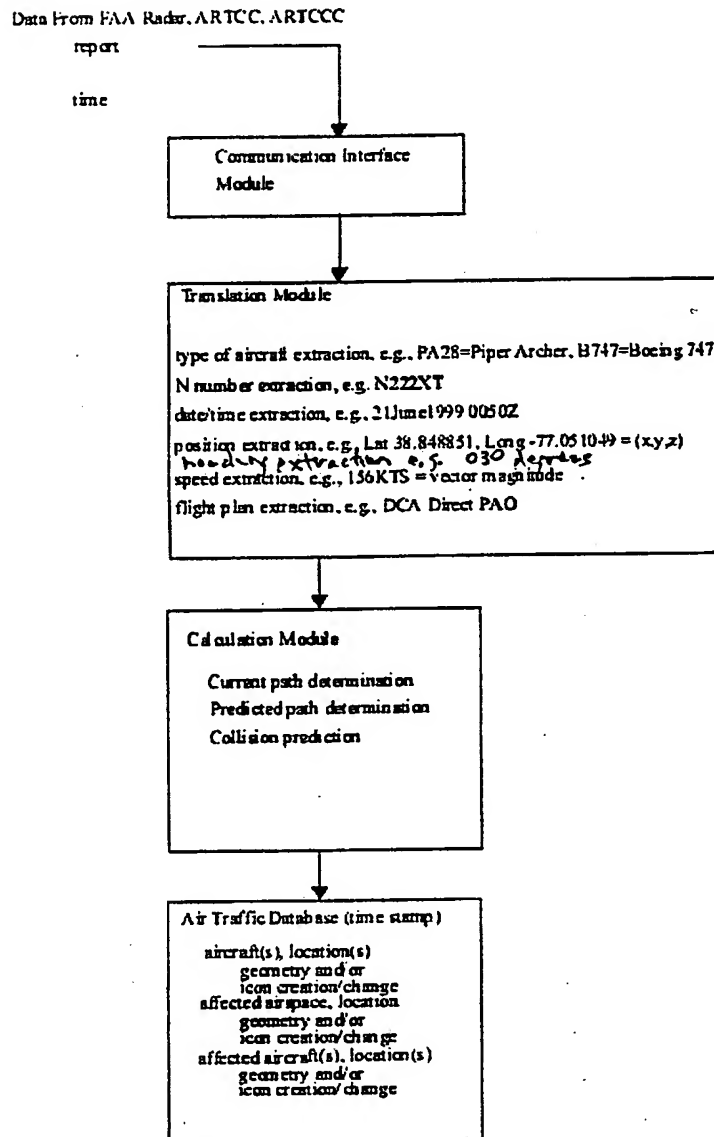 Data From FAA Radar, ARTCC, ARTCCC
report
time
Communication Interface
Module
Translation Module
type of aircraft extraction, e.g., PA28=Piper Archer, B747=Boeing 747
N number extraction, e.g. N222XT
date/time extraction, e.g., 21June1999 0050Z
position extraction, e.g., Lat 38.848851, Long -77.051049 = (x,y,z)
heading extraction e.g. 030 degrees
speed extraction, e.g., 156KTS = vector magnitude
flight plan extraction, e.g., DCA Direct PAO
Calculation Module
Current path determination
Predicted path determination
Collision prediction
Air Traffic Database (time stamp)
aircraft(s), location(s)
geometry and/or
icon creation/change
affected airspace, location
geometry and/or
icon creation/change
affected aircraft(s), location(s)
geometry and/or
icon creation/change